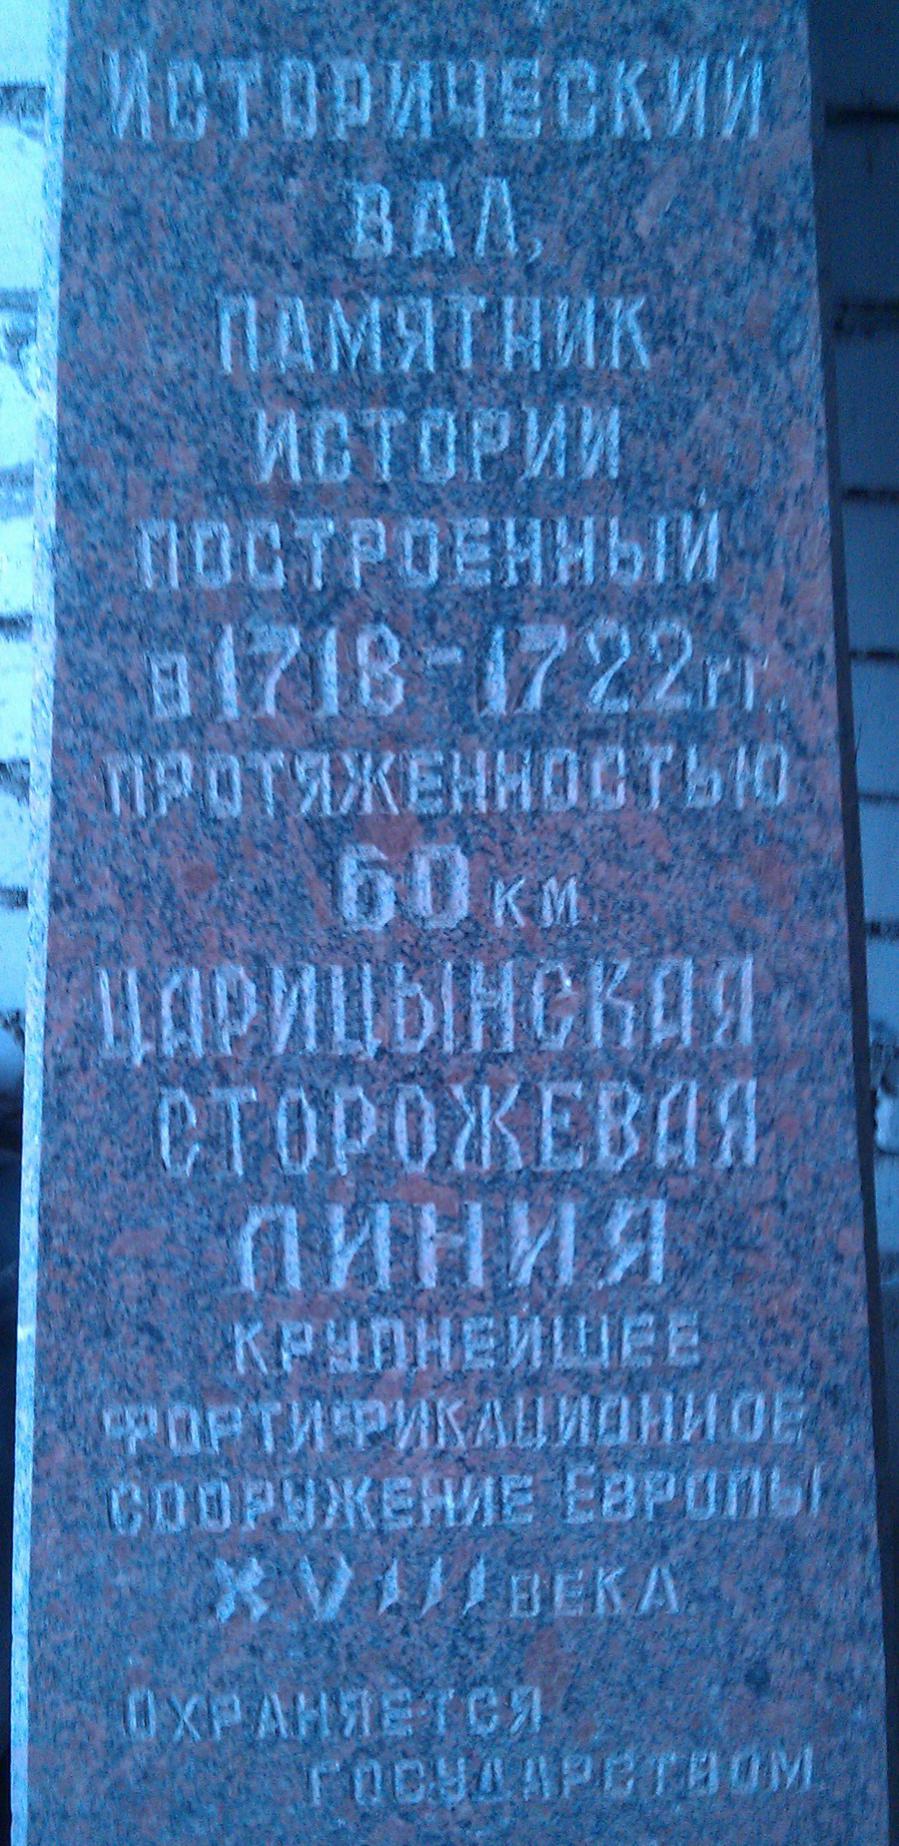 Исторический
вал,
памятник
истории
построенный
в 1718-1722 гг.,
протяженностью
60 км
Царицынская
сторожевая
линия
крупнейшее
фортификационное
сооружение Европы
XVIII века
Охраняется
государством